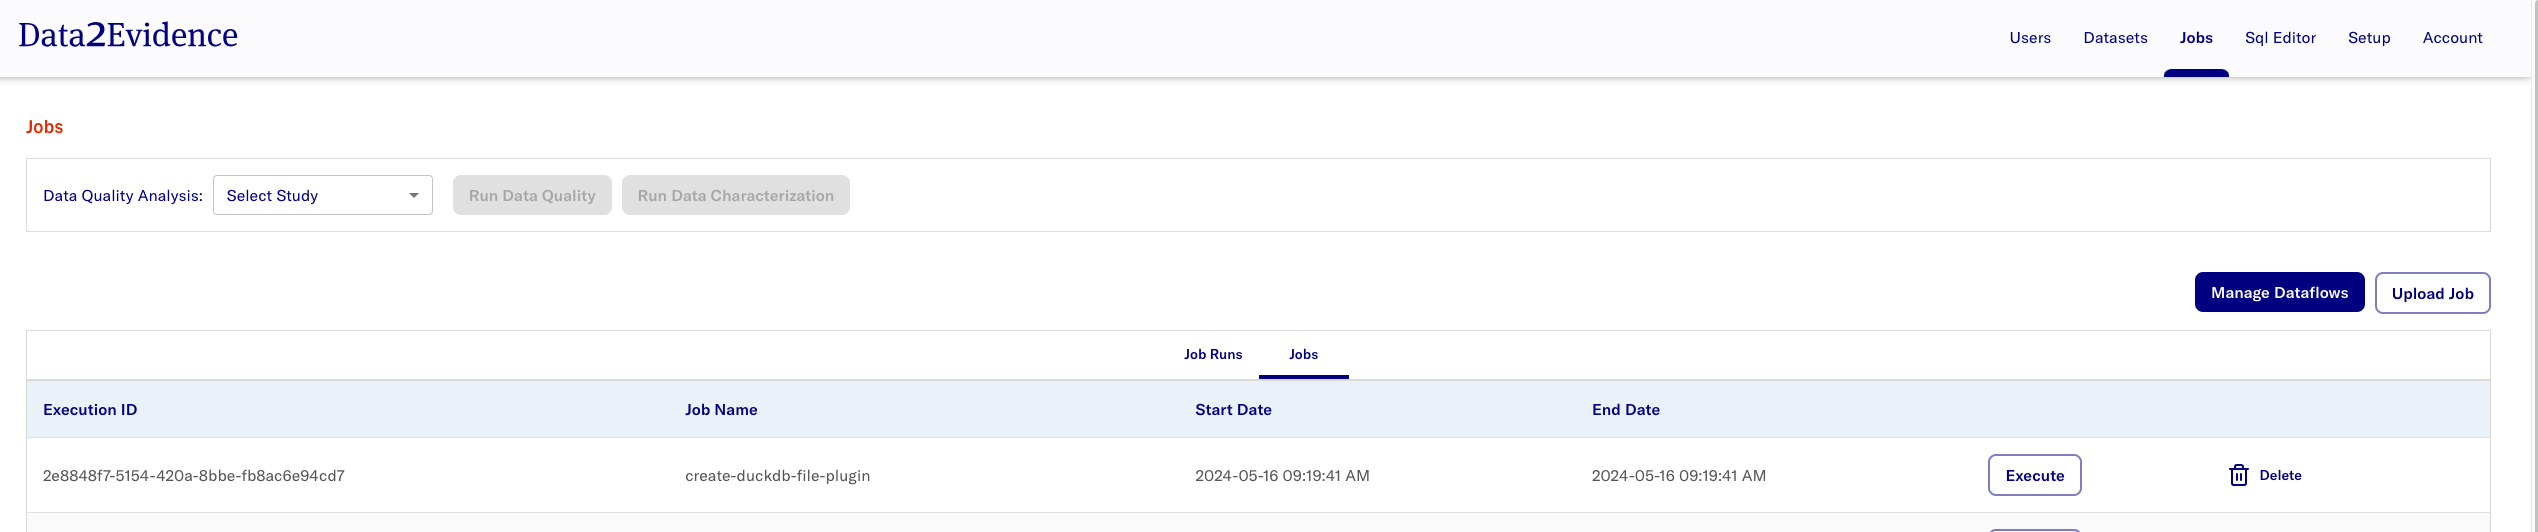 Data2Evidence
Users Datasets Jobs Sql Editor Setup Account
Jobs
Data Quality Analysis: Select Study Run Data Quality Run Data Characterization
Manage Dataflows Upload Job
Job Runs Jobs
Execution ID Job Name Start Date End Date
2e8848f7-5154-420a-8bbe-fb8ac6e94cd7 create-duckdb-file-plugin 2024-05-16 09:19:41 AM 2024-05-16 09:19:41 AM Execute Delete